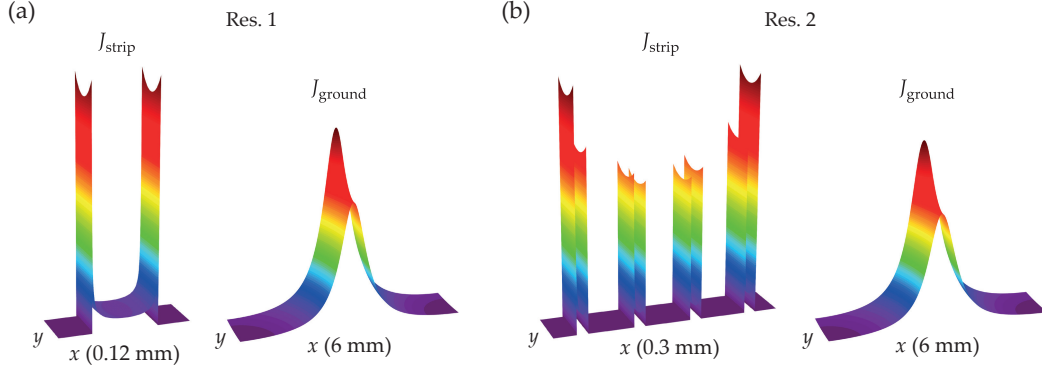 (a)
Res. 1
J_strip
J_ground
y
x (0.12 mm)
x (6 mm)
(b)
Res. 2
J_strip
J_ground
y
x (0.3 mm)
y
x (6 mm)